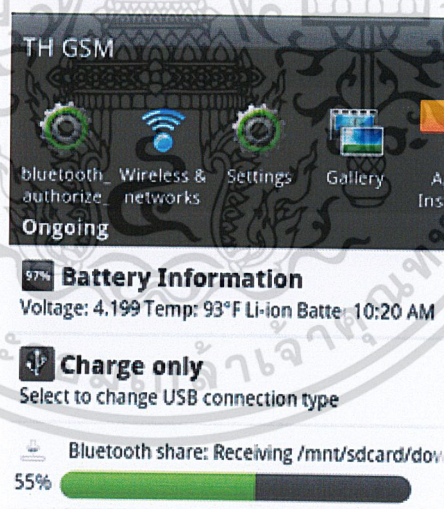 TH GSM
bluetooth_ Wireless & Settings Gallery
authorize_ networks
Ongoing
97% Battery Information
Voltage: 4.199 Temp: 93°F Li-ion Batte 10:20 AM
Charge only
Select to change USB connection type
Bluetooth share: Receiving /mnt/sdcard/dow
55%